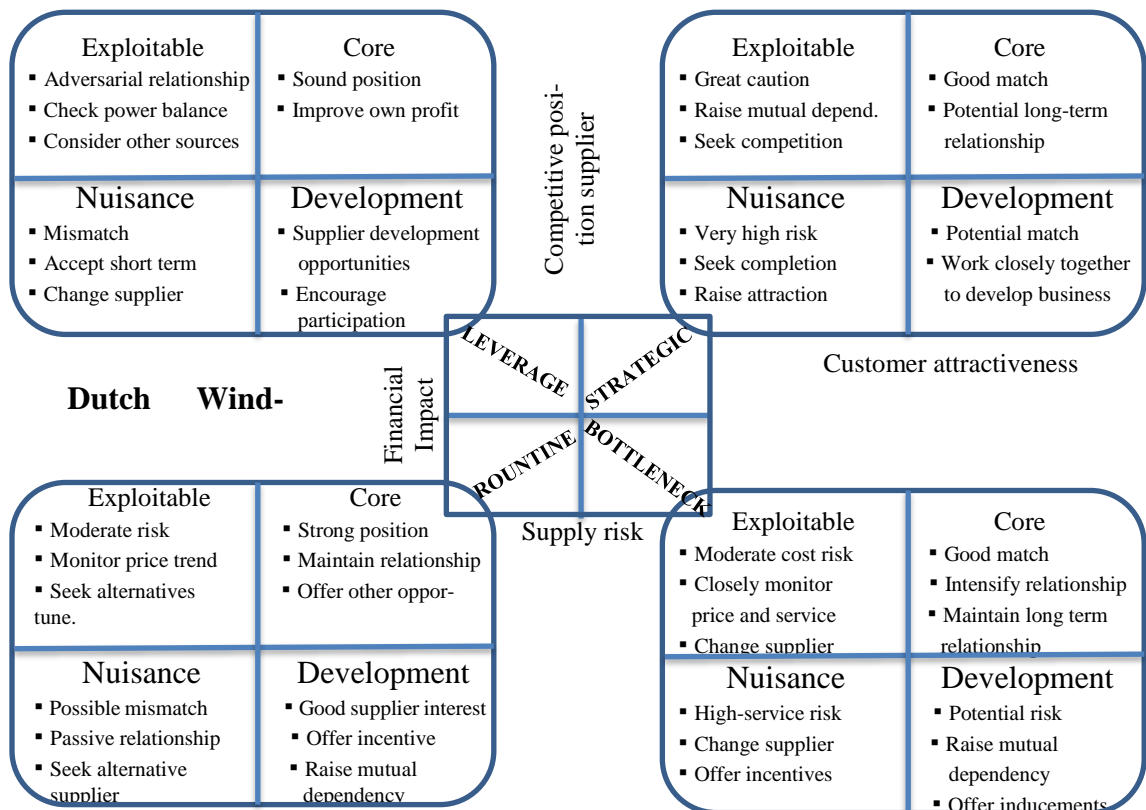 Exploitable
▪ Adversarial relationship
▪ Check power balance
▪ Consider other sources
Core
▪ Sound position
▪ Improve own profit
Nuisance
▪ Mismatch
▪ Accept short term
▪ Change supplier
Development
▪ Supplier development
opportunities
▪ Encourage
participation
Competitive posi-
tion supplier
Exploitable
▪ Great caution
▪ Raise mutual depend.
▪ Seek competition
Core
▪ Good match
▪ Potential long-term
relationship
Nuisance
▪ Very high risk
▪ Seek completion
▪ Raise attraction
Development
▪ Potential match
▪ Work closely together
to develop business
Customer attractiveness
Dutch Wind-
Financial
Impact
LEVERAGE
STRATEGIC
ROUNTINE
BOTTLENECK
Supply risk
Exploitable
▪ Moderate risk
▪ Monitor price trend
▪ Seek alternatives
tune.
Core
▪ Strong position
▪ Maintain relationship
▪ Offer other oppor-
Nuisance
▪ Possible mismatch
▪ Passive relationship
▪ Seek alternative
supplier
Development
▪ Good supplier interest
▪ Offer incentive
▪ Raise mutual
dependency
Exploitable
▪ Moderate cost risk
▪ Closely monitor
price and service
▪ Change supplier
Core
▪ Good match
▪ Intensify relationship
▪ Maintain long term
relationship
Nuisance
▪ High-service risk
▪ Change supplier
▪ Offer incentives
Development
▪ Potential risk
▪ Raise mutual
dependency
▪ Offer inducements